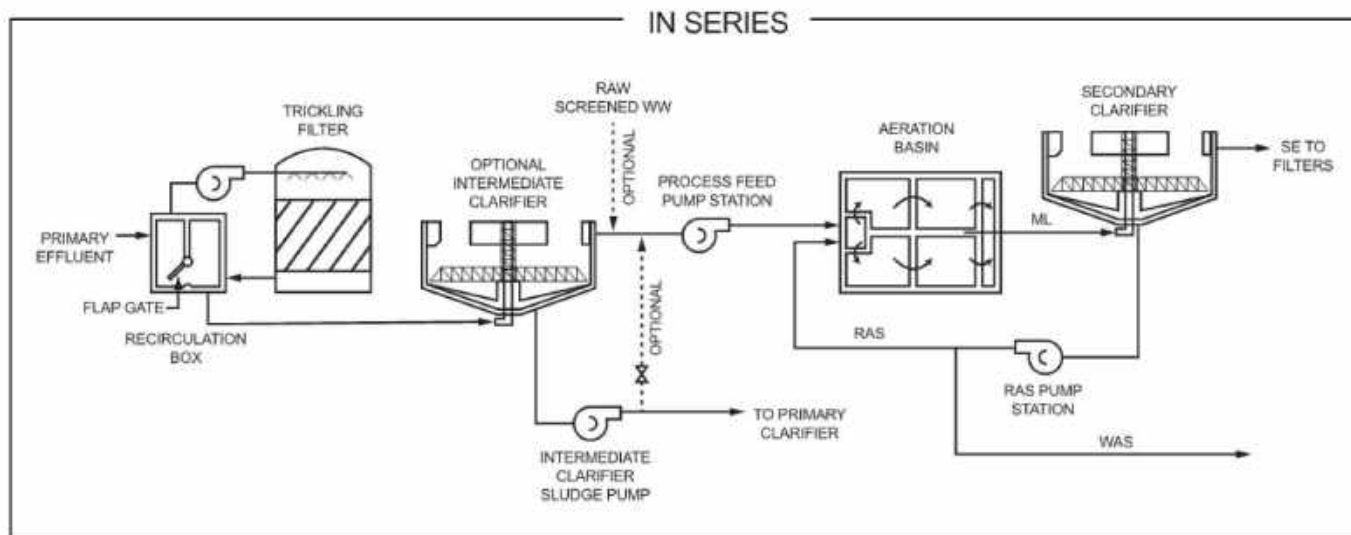 IN SERIES
RAW
SCREENED WW
OPTIONAL
TRICKLING
FILTER
OPTIONAL
INTERMEDIATE
CLARIFIER
PROCESS FEED
PUMP STATION
AERATION
BASIN
SECONDARY
CLARIFIER
SE TO
FILTERS
PRIMARY
EFFLUENT
FLAP GATE
RECIRCULATION
BOX
OPTIONAL
ML
RAS
RAS PUMP
STATION
TO PRIMARY
CLARIFIER
INTERMEDIATE
CLARIFIER
SLUDGE PUMP
WAS